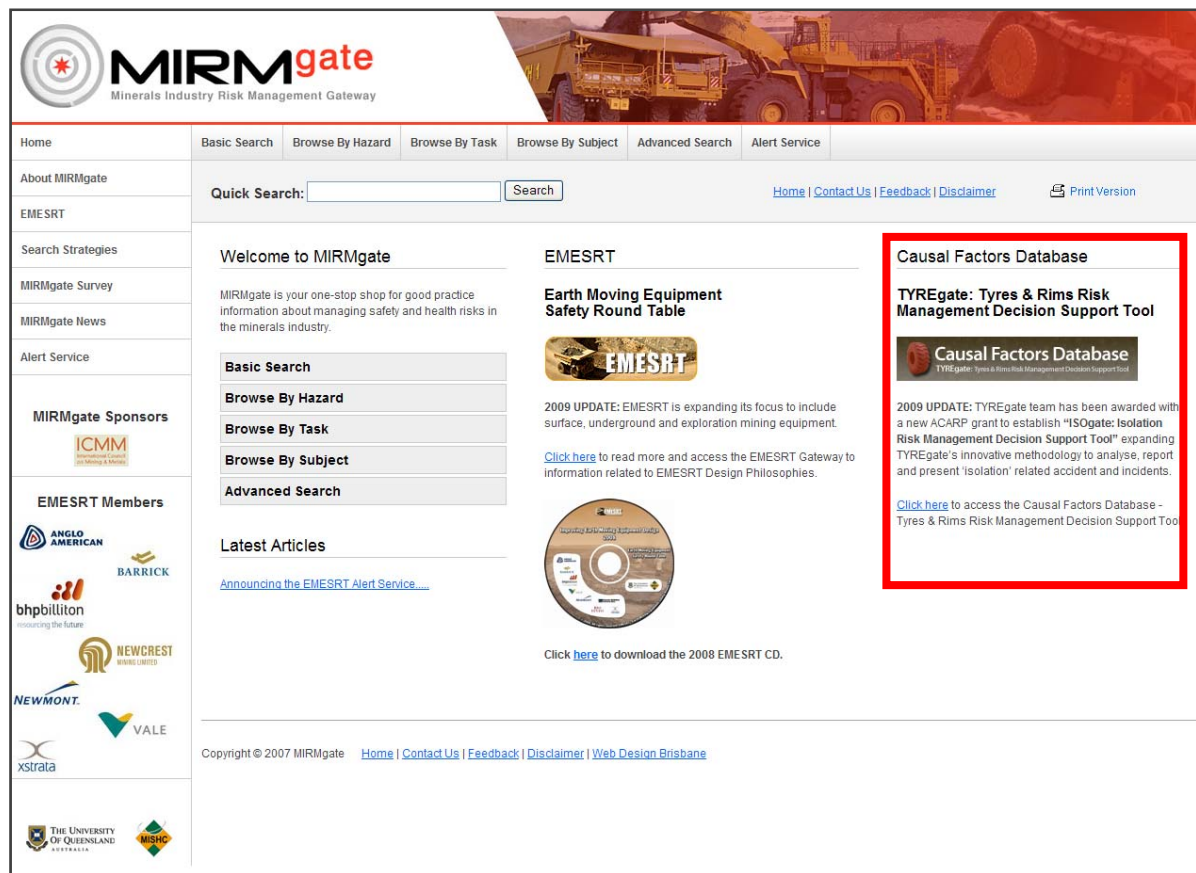 MIRMgate
Minerals Industry Risk Management Gateway
Home
About MIRMgate
EMESRT
Search Strategies
MIRMgate Survey
MIRMgate News
Alert Service
MIRMgate Sponsors
ICMM
International Council
on Mining & Metals
EMESRT Members
ANGLO
AMERICAN
BARRICK
bhpbilliton
resourcing the future
NEWCREST
MINING LIMITED
NEWMONT.
VALE
xstrata
THE UNIVERSITY
OF QUEENSLAND
AUSTRALIA
MISHC
Basic Search Browse By Hazard Browse By Task Browse By Subject Advanced Search Alert Service
Quick Search: Search Home | Contact Us | Feedback | Disclaimer Print Version
Welcome to MIRMgate
MIRMgate is your one-stop shop for good practice
information about managing safety and health risks in
the minerals industry.
Basic Search
Browse By Hazard
Browse By Task
Browse By Subject
Advanced Search
Latest Articles
Announcing the EMESRT Alert Service.....
EMESRT
Earth Moving Equipment
Safety Round Table
EMESRT
2009 UPDATE: EMESRT is expanding its focus to include
surface, underground and exploration mining equipment.
Click here to read more and access the EMESRT Gateway to
information related to EMESRT Design Philosophies.
EMESRT
Improving Earth Moving Equipment Design
2008
Click here to download the 2008 EMESRT CD.
Causal Factors Database
TYREgate: Tyres & Rims Risk
Management Decision Support Tool
Causal Factors Database
TYREgate: Tyres & Rims Risk Management Decision Support Tool
2009 UPDATE: TYREgate team has been awarded with
a new ACARP grant to establish “ISOgate: Isolation
Risk Management Decision Support Tool” expanding
TYREgate's innovative methodology to analyse, report
and present ‘isolation’ related accident and incidents.
Click here to access the Causal Factors Database -
Tyres & Rims Risk Management Decision Support Tool
Copyright © 2007 MIRMgate Home | Contact Us | Feedback | Disclaimer | Web Design Brisbane